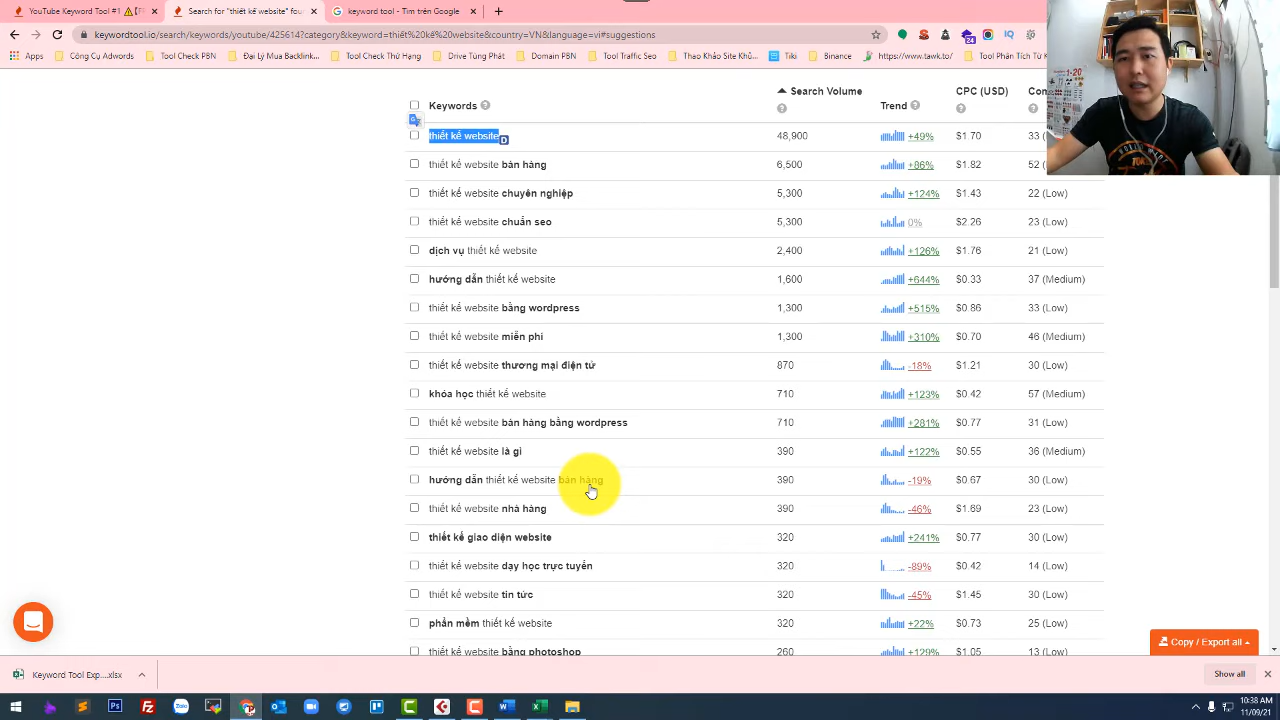 YouTube Keyword Tool #1 ⚠️【F
Search for "thiết kế website" fou
keyword tool - Tìm trên Google
keywordtool.io/search/keywords/youtube/425614?category&keyword=thiết
country=VN&language=vi#suggestions
Apps
Công Cụ Adwords
Tool Check PBN
Đại Lý Mua Backlink...
Tool Check PBN
Domain PBN
Tool Traffic Seo
Thao Khảo Site Khủ...
Tiki
Binance
https://www.tawk.to/
Tool Phân Tích Từ K
Keywords Search Volume Trend CPC (USD)
thiết kế website 48,900 +49% $1.70 33 (Low)
thiết kế website bán hàng 6,500 +86% $1.82 52
thiết kế website chuyên nghiệp 5,300 +124% $1.43 22 (Low)
thiết kế website chuẩn seo 5,300 0% $2.26 23 (Low)
dịch vụ thiết kế website 2,400 +126% $1.76 21 (Low)
hướng dẫn thiết kế website 1,600 +644% $0.33 37 (Medium)
thiết kế website bằng wordpress 1,300 +515% $0.86 33 (Low)
thiết kế website miễn phí 1,300 +310% $0.70 46 (Medium)
thiết kế website thương mại điện tử 870 -18% $1.21 30 (Low)
khóa học thiết kế website 710 +123% $0.42 57 (Medium)
thiết kế website bán hàng bằng wordpress 710 +281% $0.77 31 (Low)
thiết kế website là gì 390 +122% $0.55 36 (Medium)
hướng dẫn thiết kế website bán hàng 390 -19% $0.67 30 (Low)
thiết kế website nhà hàng 390 -46% $1.69 23 (Low)
thiết kế giao diện website 320 +241% $0.77 30 (Low)
thiết kế website dạy học trực tuyến 320 -89% $0.42 14 (Low)
thiết kế website tin tức 320 -45% $1.45 30 (Low)
phần mềm thiết kế website 320 +22% $0.73 25 (Low)
thiết kế website bằng photoshop 260 +129% $1.05 13 (Low)
Copy / Export all
Keyword Tool Exp....xlsx
Show all
10:38 AM
11/09/21